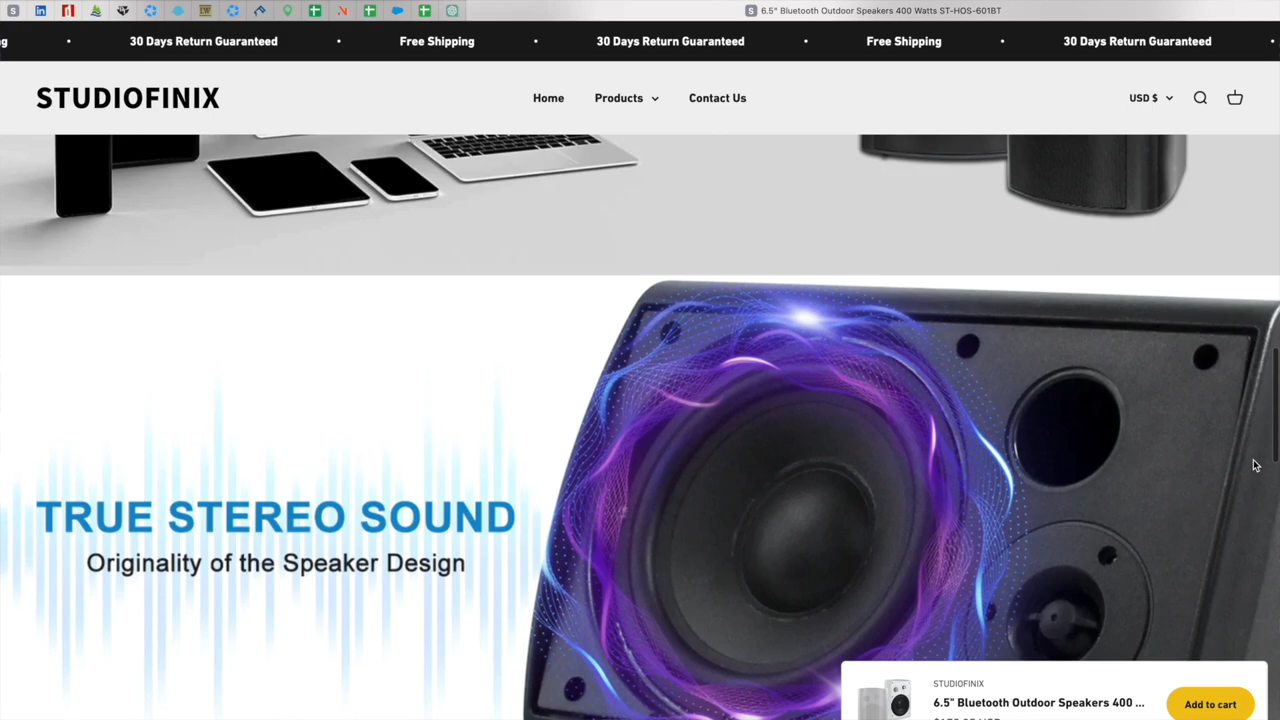 6.5" Bluetooth Outdoor Speakers 400 Watts ST-HOS-601BT
30 Days Return Guaranteed • Free Shipping • 30 Days Return Guaranteed • Free Shipping • 30 Days Return Guaranteed •
STUDIOFINIX
Home Products Contact Us
USD $
TRUE STEREO SOUND
Originality of the Speaker Design
STUDIOFINIX
6.5" Bluetooth Outdoor Speakers 400 ...
Add to cart